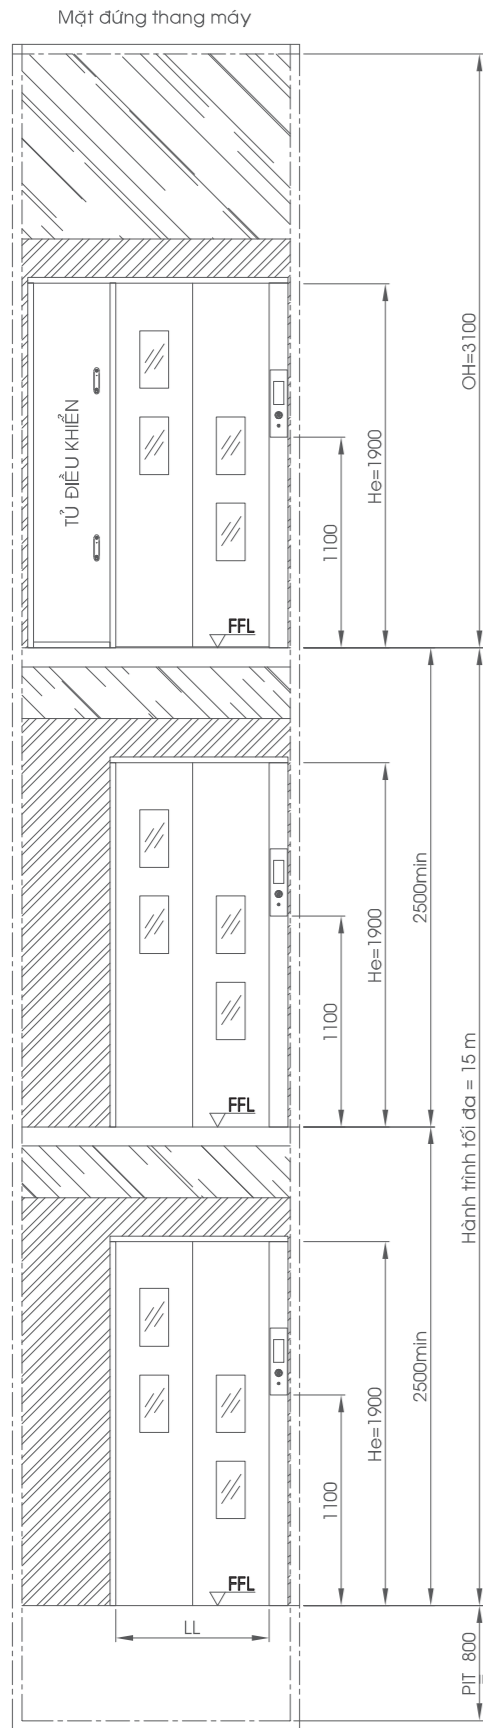 Mặt đứng thang máy
OH=3100
He=1900
1100
TỦ ĐIỀU KHIỂN
FFL
2500min
He=1900
1100
FFL
Hành trình tối đa = 15 m
2500min
He=1900
1100
FFL
LL
PIT 800